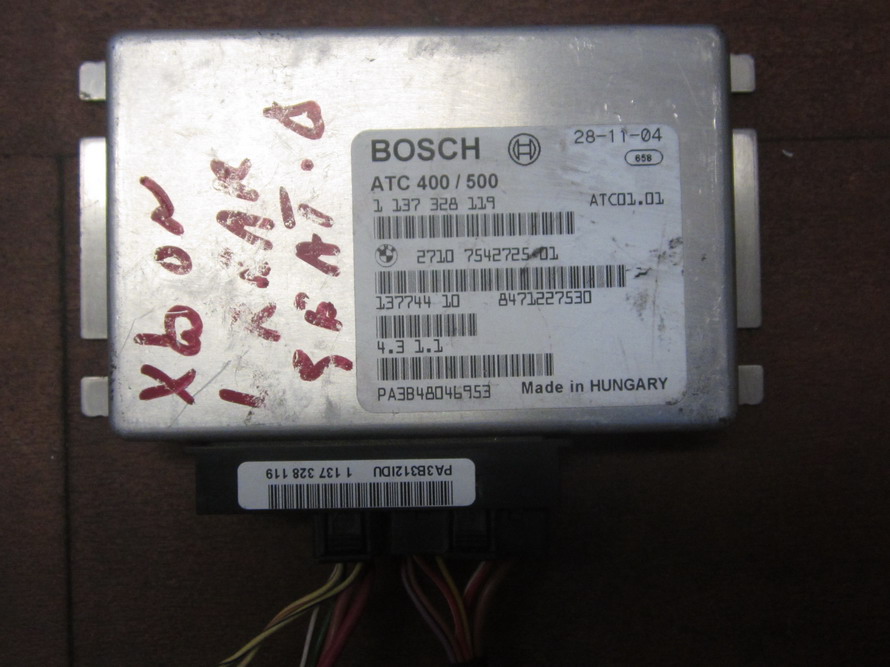 BOSCH
28-11-04
658
ATC 400 / 500
1 137 328 119 ATC01.01
2710 7542725-01
137744 10 8471227530
4.3 1.1
PA3B48046953 Made in HUNGARY
PA3B312IDU 1 137 328 119